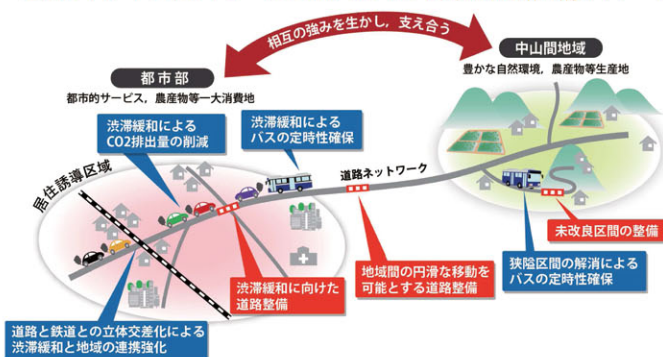 相互の強みを生かし，支え合う
都市部
都市的サービス，農産物等一大消費地
中山間地域
豊かな自然環境，農産物等生産地
渋滞緩和による
CO2排出量の削減
渋滞緩和による
バスの定時性確保
居住誘導区域
道路ネットワーク
未改良区間の整備
渋滞緩和に向けた
道路整備
地域間の円滑な移動を
可能とする道路整備
狭隘区間の解消による
バスの定時性確保
道路と鉄道との立体交差化による
渋滞緩和と地域の連携強化